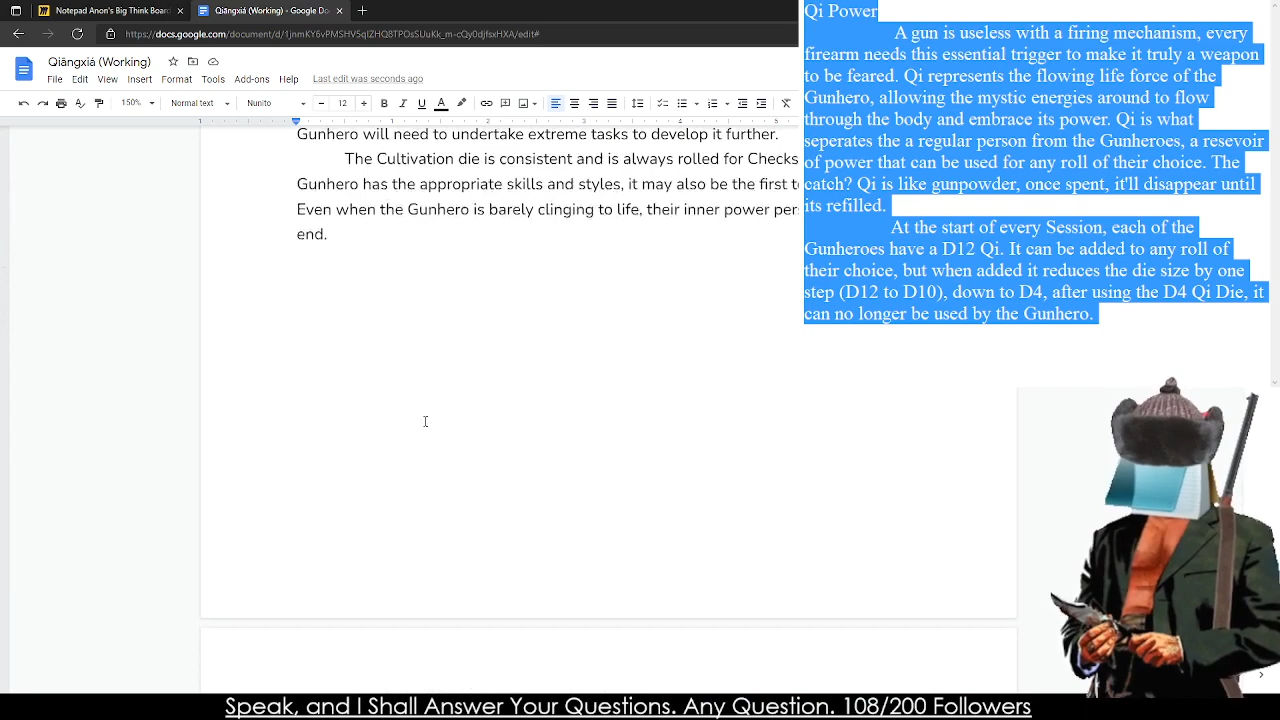 Notepad Anon's Big Think Board
Qiāngxiá (Working) - Google Do
https://docs.google.com/document/d/1jnmKY6vPMSHV5qIZHQ8TPOsSUuKk_m-cQy0djfsxHXA/edit#
Qiāngxiá (Working)
File Edit View Insert Format Tools Add-ons Help Last edit was seconds ago
150% Normal text Nunito 12 B I U A
1 1 2 3 4 5
Gunhero will need to undertake extreme tasks to develop it further.
The Cultivation die is consistent and is always rolled for Checks
Gunhero has the appropriate skills and styles, it may also be the first t
Even when the Gunhero is barely clinging to life, their inner power per
end.
Qi Power
A gun is useless with a firing mechanism, every
firearm needs this essential trigger to make it truly a weapon
to be feared. Qi represents the flowing life force of the
Gunhero, allowing the mystic energies around to flow
through the body and embrace its power. Qi is what
seperates the a regular person from the Gunheroes, a resevoir
of power that can be used for any roll of their choice. The
catch? Qi is like gunpowder, once spent, it'll disappear until
its refilled.
At the start of every Session, each of the
Gunheroes have a D12 Qi. It can be added to any roll of
their choice, but when added it reduces the die size by one
step (D12 to D10), down to D4, after using the D4 Qi Die, it
can no longer be used by the Gunhero.
Speak, and I Shall Answer Your Questions. Any Question. 108/200 Followers